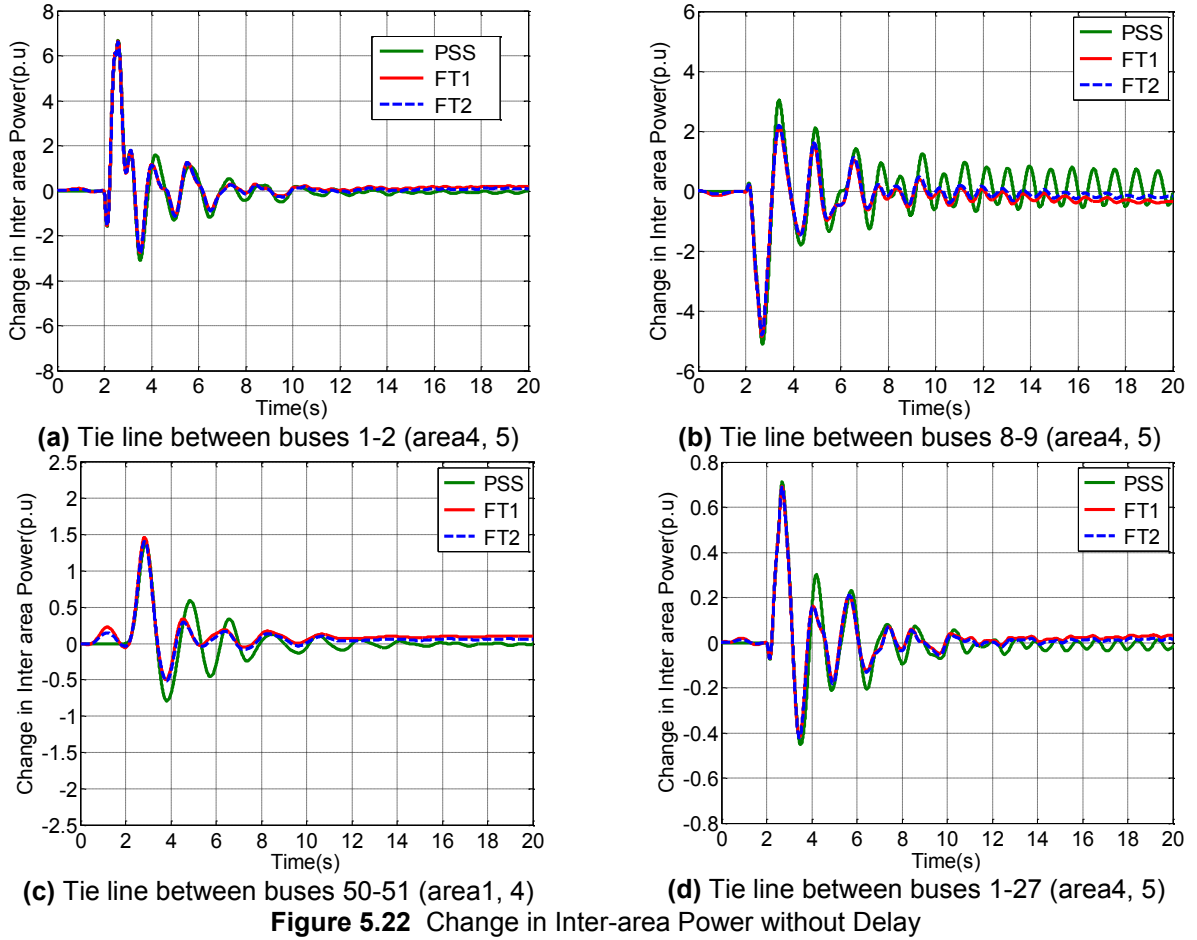 Change in Inter area Power(p.u)
8
6
4
2
0
-2
-4
-6
-8
0 2 4 6 8 10 12 14 16 18 20
Time(s)
PSS
FT1
FT2
(a) Tie line between buses 1-2 (area4, 5)
Change in Inter area Power(p.u)
6
4
2
0
-2
-4
-6
0 2 4 6 8 10 12 14 16 18 20
Time(s)
PSS
FT1
FT2
(b) Tie line between buses 8-9 (area4, 5)
Change in Inter area Power(p.u)
2.5
2
1.5
1
0.5
0
-0.5
-1
-1.5
-2
-2.5
0 2 4 6 8 10 12 14 16 18 20
Time(s)
PSS
FT1
FT2
(c) Tie line between buses 50-51 (area1, 4)
Change in Inter area Power(p.u)
0.8
0.6
0.4
0.2
0
-0.2
-0.4
-0.6
-0.8
0 2 4 6 8 10 12 14 16 18 20
Time(s)
PSS
FT1
FT2
(d) Tie line between buses 1-27 (area4, 5)
Figure 5.22 Change in Inter-area Power without Delay